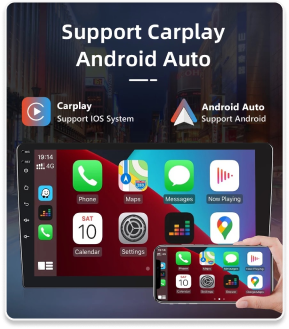 Support Carplay
Android Auto
Carplay
Support IOS System
Android Auto
Support Android
19:14
4G
Phone
Maps
Messages
Now Playing
SAT
10
Calendar
Settings